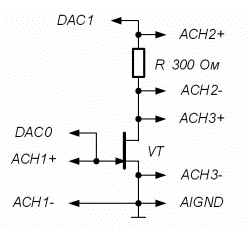 DAC1
ACH2+
R 300 Ом
ACH2-
ACH3+
DAC0
VT
ACH1+
ACH3-
ACH1-
AIGND